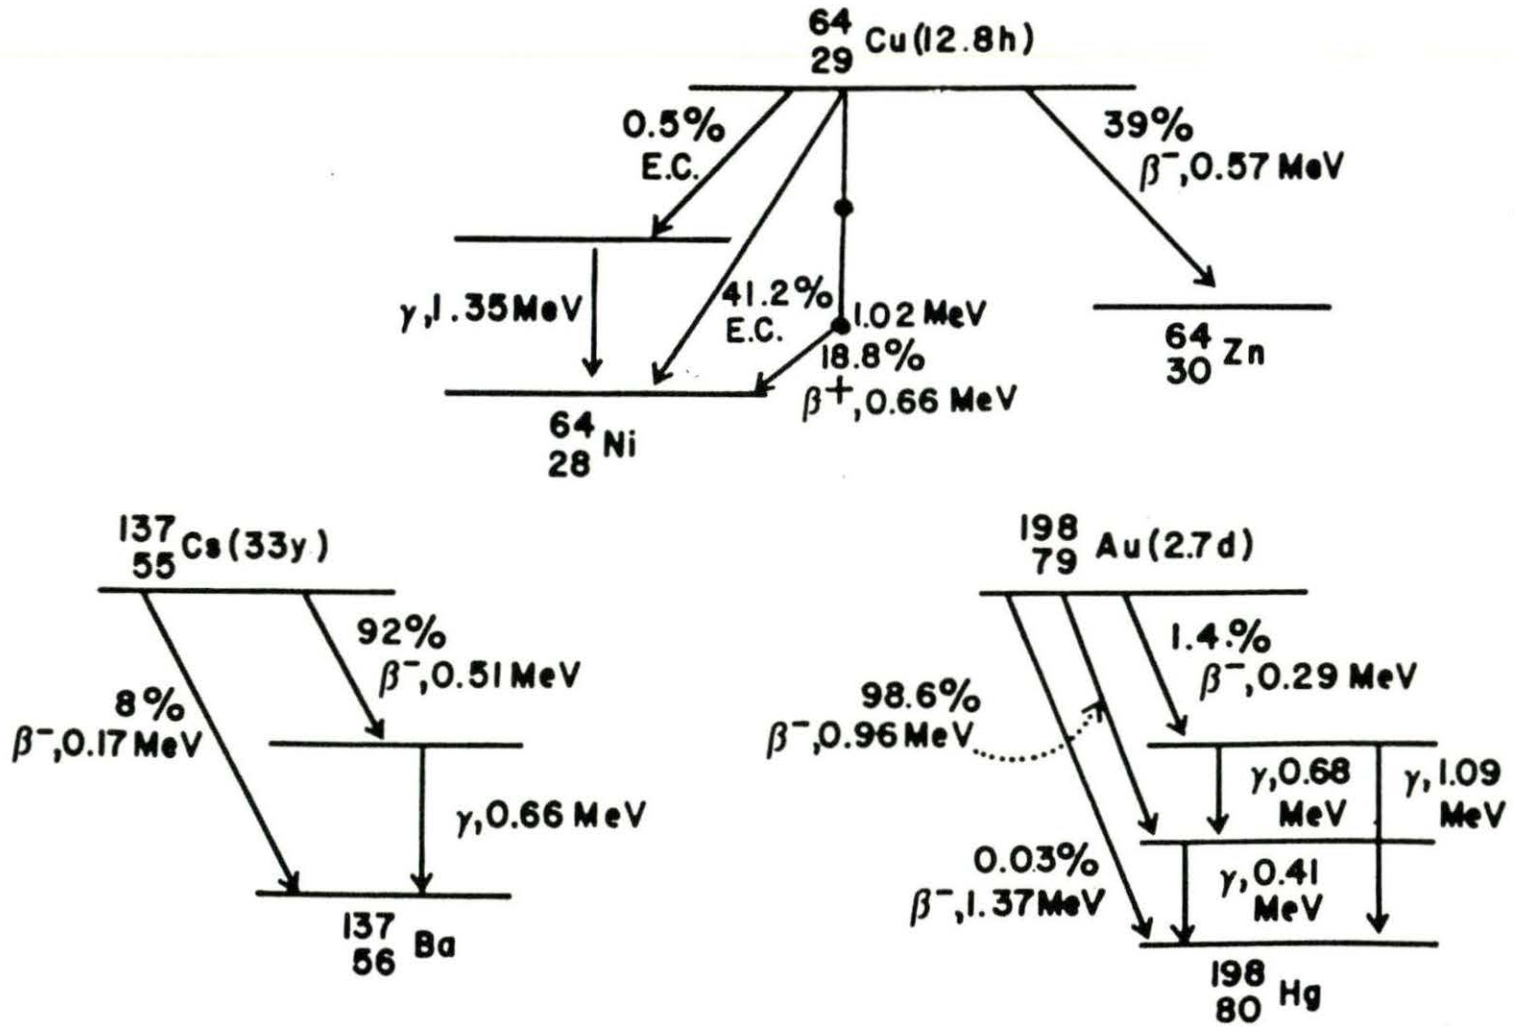 64
29 Cu(12.8h)
0.5%
E.C.
39%
β⁻,0.57 MeV
γ,1.35MeV
41.2%
E.C.
1.02 MeV
18.8%
β+,0.66 MeV
64
30 Zn
64
28 Ni
137
55 Cs(33y)
92%
β⁻,0.51 MeV
8%
β⁻,0.17 MeV
γ,0.66 MeV
137
56 Ba
198
79 Au(2.7d)
1.4.%
β⁻,0.29 MeV
98.6%
β⁻,0.96 MeV
γ,0.68
MeV
γ,1.09
MeV
0.03%
β⁻,1.37MeV
γ,0.41
MeV
198
80 Hg